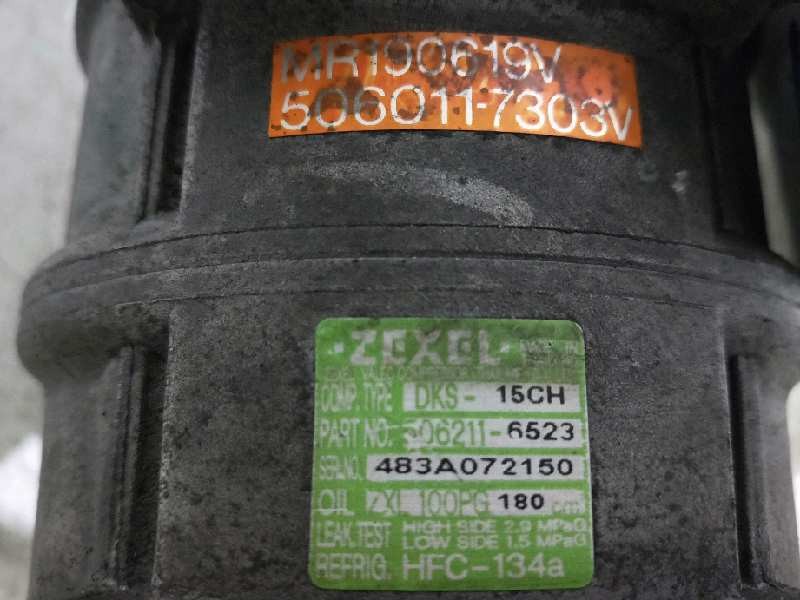 MR190619V
506011-7303V
ZEXEL
COMP. TYPE DKS- 15CH
PART NO. 506211-6523
SER.NO. 483A072150
OIL ZXL 100PG 180 cm
LEAK.TEST HIGH SIDE 2.9 MPaG
LOW SIDE 1.5 MPaG
REFRIG. HFC-134a